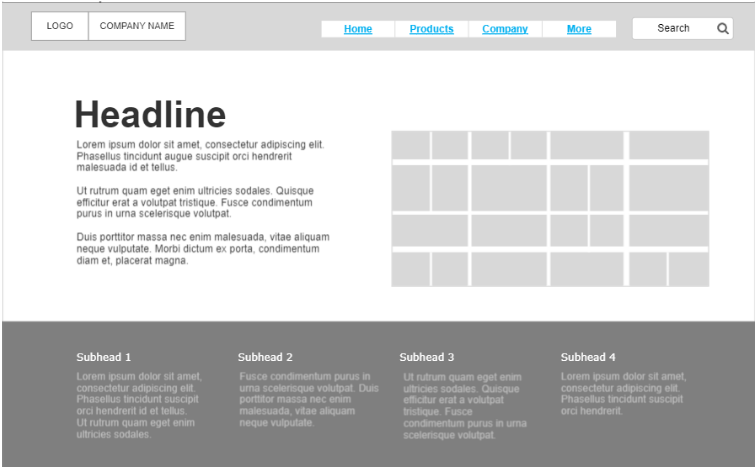 LOGO COMPANY NAME Home Products Company More Search
Headline
Lorem ipsum dolor sit amet, consectetur adipiscing elit.
Phasellus tincidunt augue suscipit orci hendrerit
malesuada id et tellus.
Ut rutrum quam eget enim ultricies sodales. Quisque
efficitur erat a volutpat tristique. Fusce condimentum
purus in urna scelerisque volutpat.
Duis porttitor massa nec enim malesuada, vitae aliquam
neque vulputate. Morbi dictum ex porta, condimentum
diam et, placerat magna.
Subhead 1
Lorem ipsum dolor sit amet,
consectetur adipiscing elit.
Phasellus tincidunt suscipit
orci hendrerit id et tellus.
Ut rutrum quam eget enim
ultricies sodales.
Subhead 2
Fusce condimentum purus in
urna scelerisque volutpat. Duis
porttitor massa nec enim
malesuada, vitae aliquam
neque vulputate.
Subhead 3
Ut rutrum quam eget enim
ultricies sodales. Quisque
efficitur erat a volutpat
tristique. Fusce
condimentum purus in urna
scelerisque volutpat.
Subhead 4
Lorem ipsum dolor sit amet,
consectetur adipiscing elit.
Phasellus tincidunt suscipit
orci hendrerit.